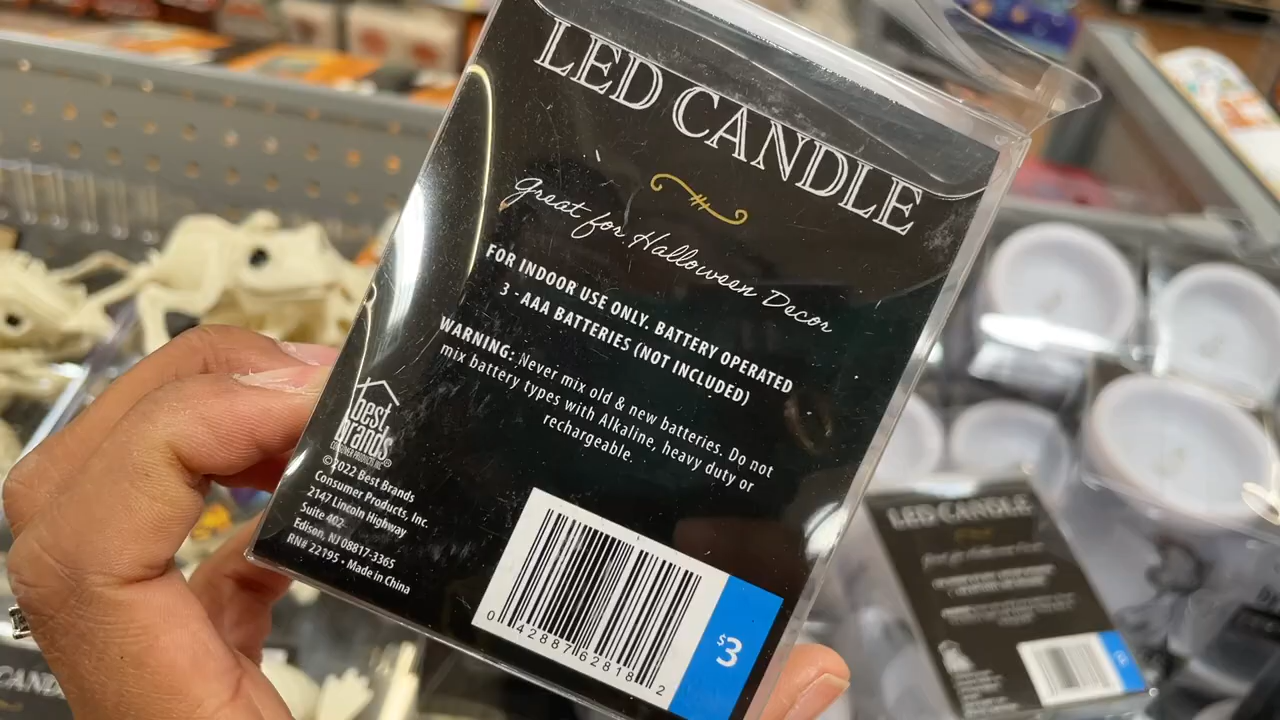 LED CANDLE
Great for Halloween Decor
FOR INDOOR USE ONLY. BATTERY OPERATED
3 - AAA BATTERIES (NOT INCLUDED)
WARNING: Never mix old & new batteries. Do not
mix battery types with Alkaline, heavy duty or
rechargeable.
best
brands
CONSUMER PRODUCTS INC
©2022 Best Brands
Consumer Products, Inc.
2147 Lincoln Highway
Suite 402
Edison, NJ 08817-3365
RN# 22195 • Made in China
0 42887 62818 2
$3
LED CANDLE